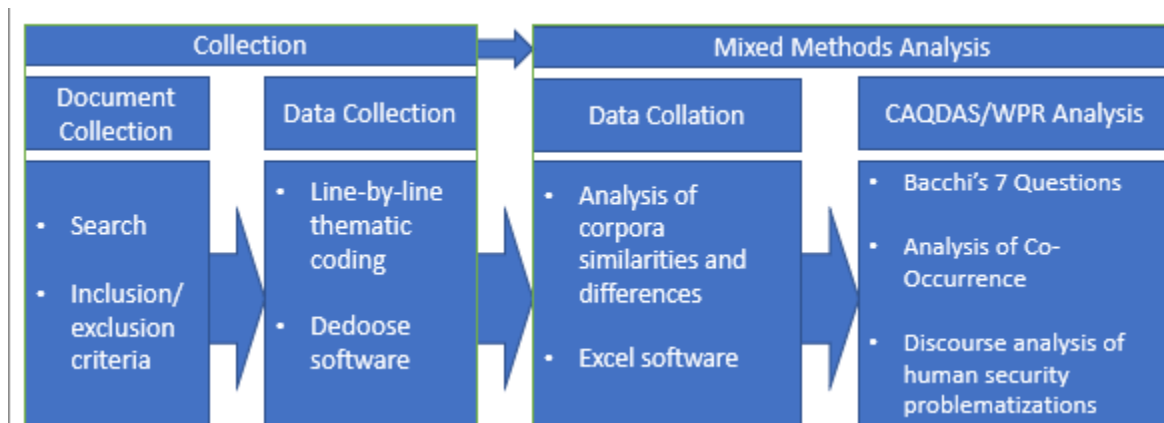 Collection
Mixed Methods Analysis
Document
Collection
Data Collection
Data Collation
CAQDAS/WPR Analysis
• Search
• Inclusion/
exclusion
criteria
• Line-by-line
thematic
coding
• Dedoose
software
• Analysis of
corpora
similarities and
differences
• Excel software
• Bacchi's 7 Questions
• Analysis of Co-
Occurrence
• Discourse analysis of
human security
problematizations